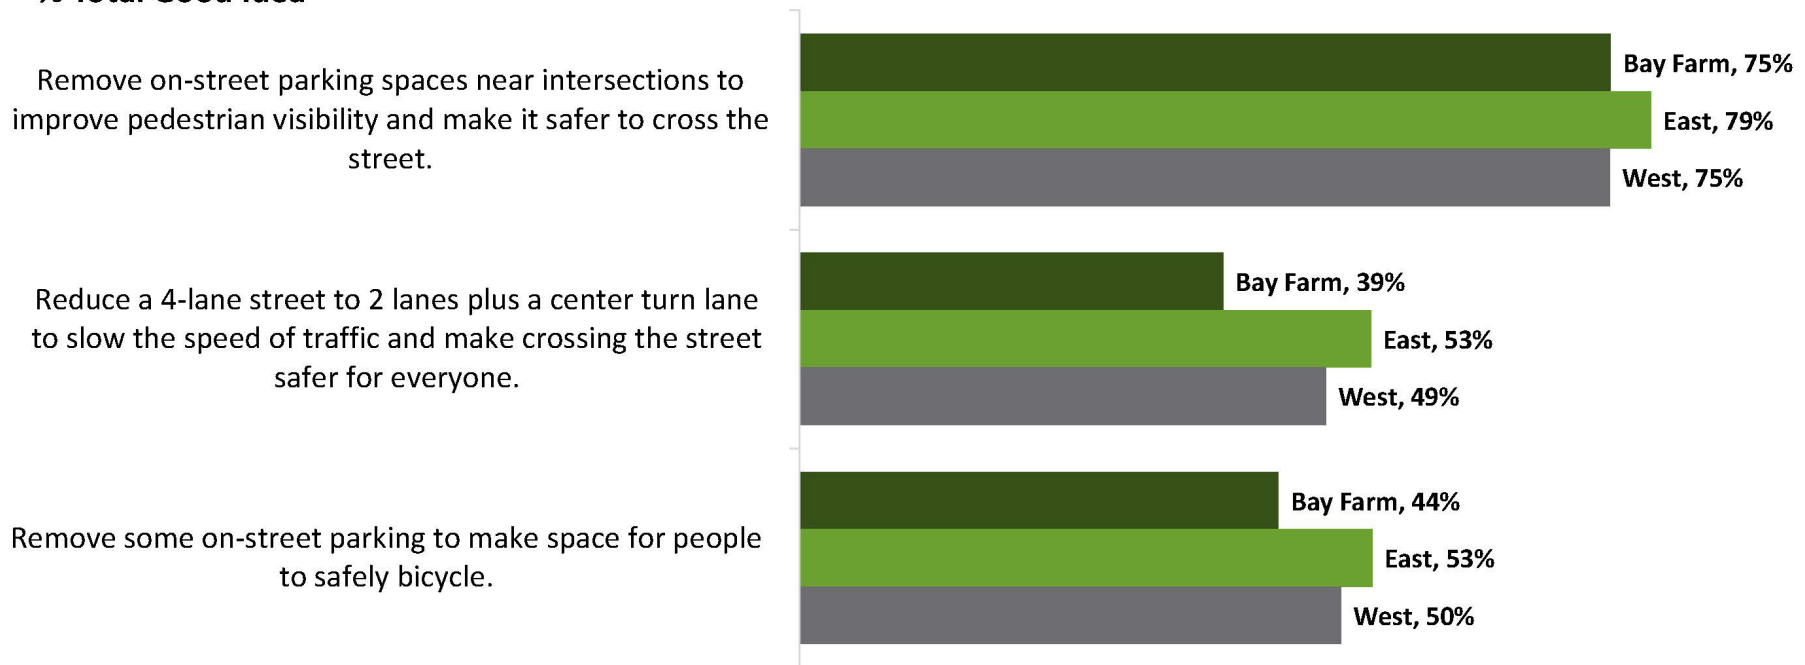 % Total Good Idea
Remove on-street parking spaces near intersections to
improve pedestrian visibility and make it safer to cross the
street.
Bay Farm, 75%
East, 79%
West, 75%
Reduce a 4-lane street to 2 lanes plus a center turn lane
to slow the speed of traffic and make crossing the street
safer for everyone.
Bay Farm, 39%
East, 53%
West, 49%
Remove some on-street parking to make space for people
to safely bicycle.
Bay Farm, 44%
East, 53%
West, 50%